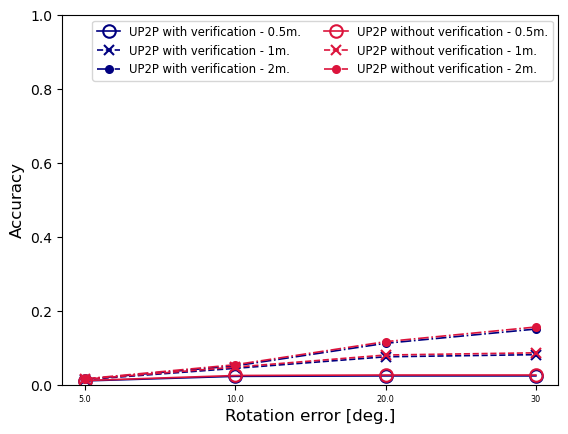 UP2P with verification - 0.5m.
UP2P with verification - 1m.
UP2P with verification - 2m.
UP2P without verification - 0.5m.
UP2P without verification - 1m.
UP2P without verification - 2m.
1.0
0.8
0.6
0.4
0.2
0.0
Accuracy
5.0 10.0 20.0 30
Rotation error [deg.]